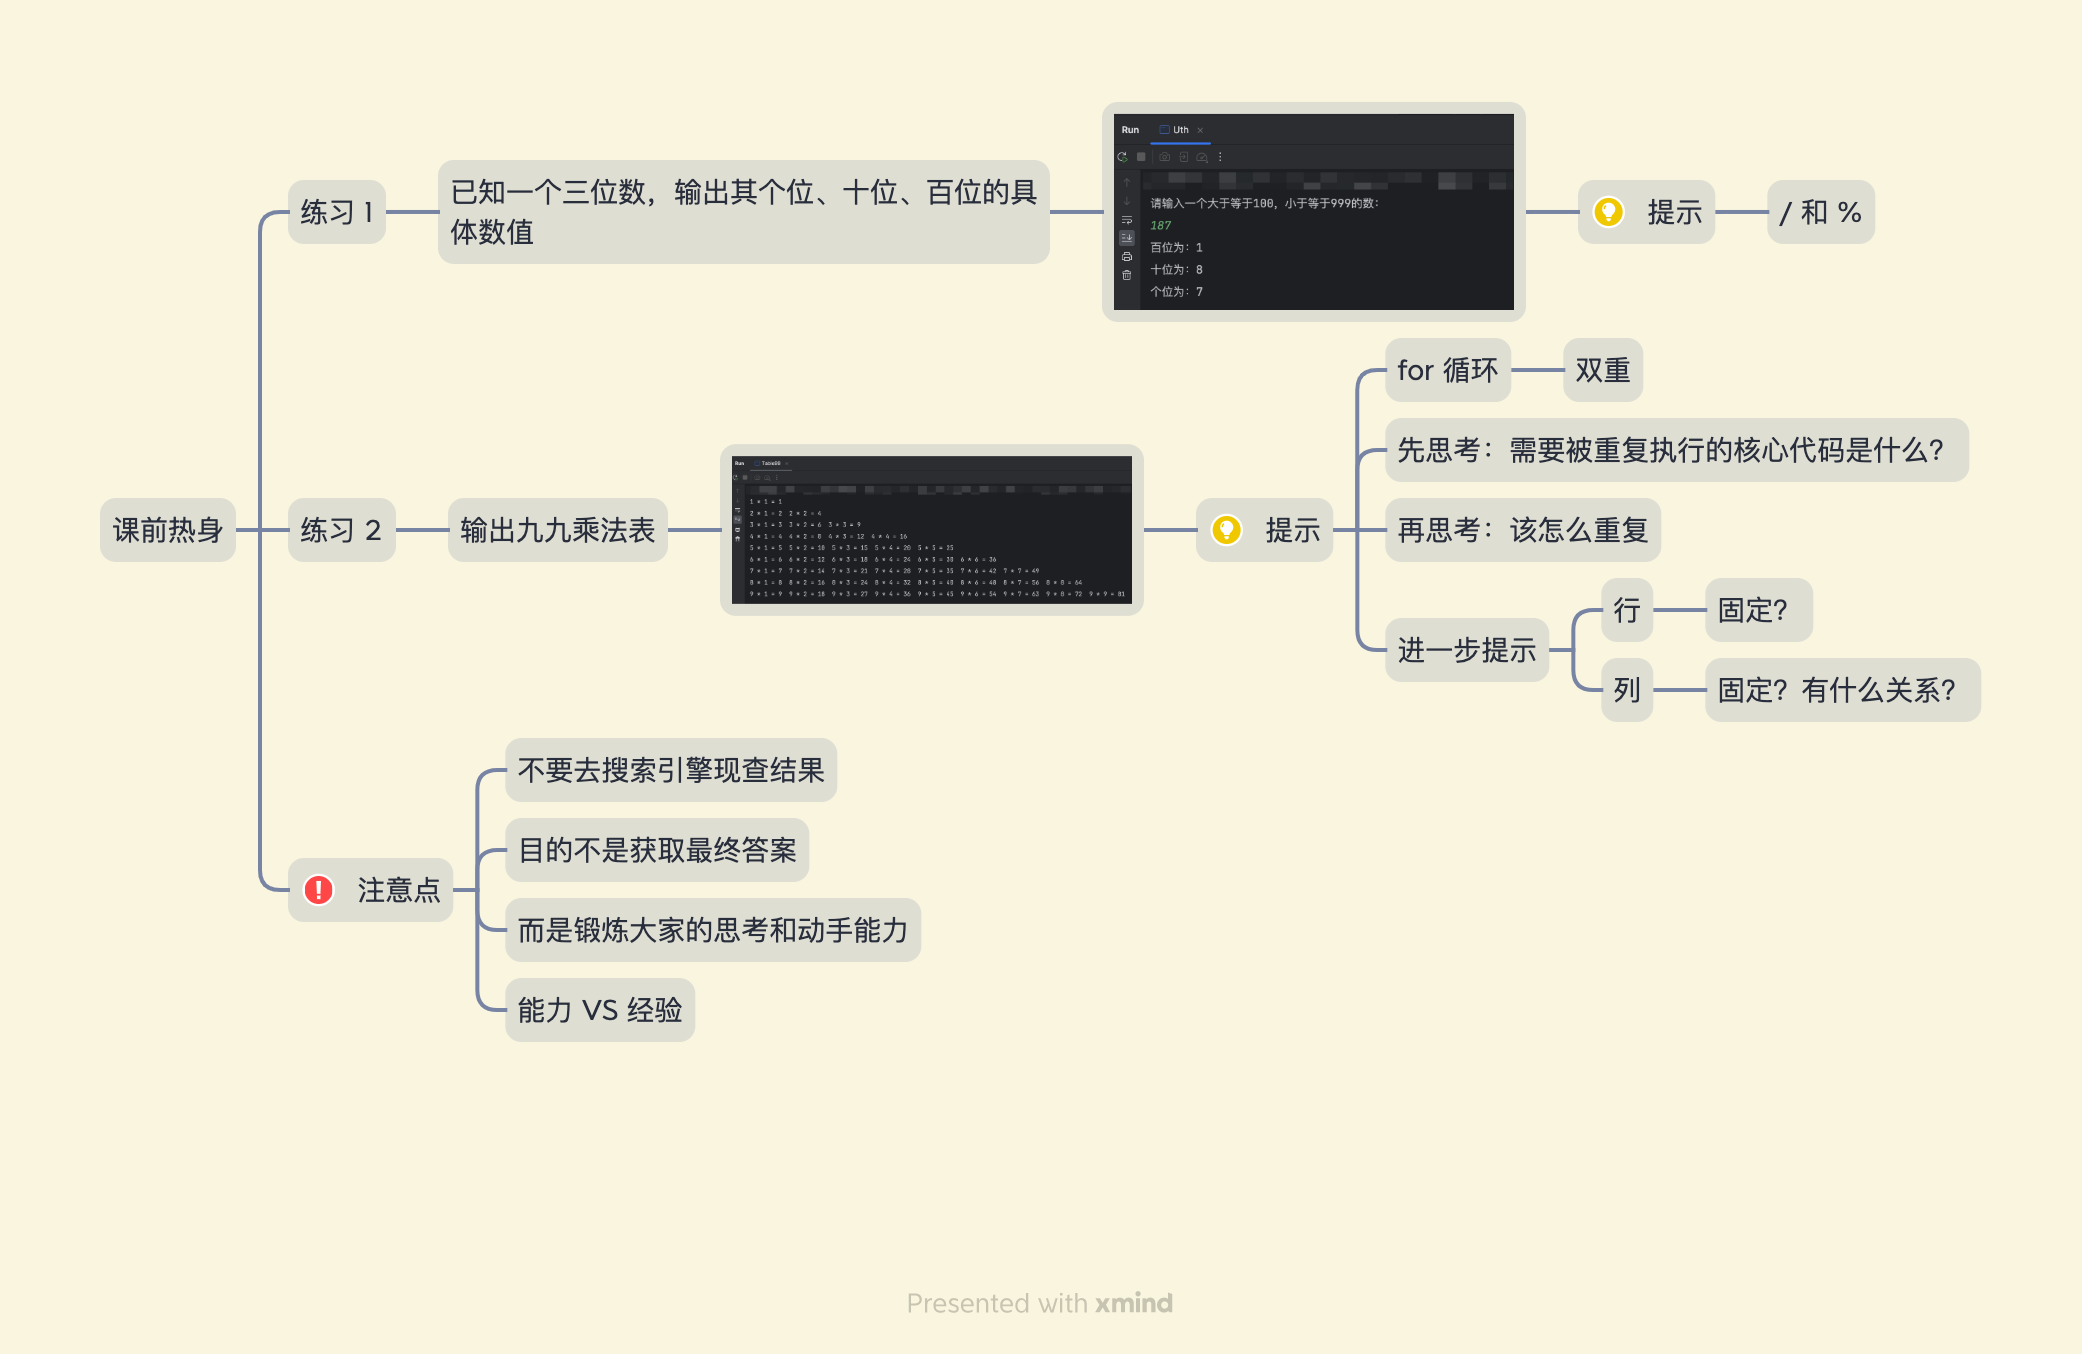 课前热身
练习 1
已知一个三位数，输出其个位、十位、百位的具
体数值
Run
Uth
请输入一个大于等于100，小于等于999的数：
187
百位为：1
十位为：8
个位为：7
提示
/ 和 %
练习 2
输出九九乘法表
Run
1 * 1 = 1
2 * 1 = 2  2 * 2 = 4
3 * 1 = 3  3 * 2 = 6  3 * 3 = 9
4 * 1 = 4  4 * 2 = 8  4 * 3 = 12  4 * 4 = 16
5 * 1 = 5  5 * 2 = 10  5 * 3 = 15  5 * 4 = 20  5 * 5 = 25
6 * 1 = 6  6 * 2 = 12  6 * 3 = 18  6 * 4 = 24  6 * 5 = 30  6 * 6 = 36
7 * 1 = 7  7 * 2 = 14  7 * 3 = 21  7 * 4 = 28  7 * 5 = 35  7 * 6 = 42  7 * 7 = 49
8 * 1 = 8  8 * 2 = 16  8 * 3 = 24  8 * 4 = 32  8 * 5 = 40  8 * 6 = 48  8 * 7 = 56  8 * 8 = 64
9 * 1 = 9  9 * 2 = 18  9 * 3 = 27  9 * 4 = 36  9 * 5 = 45  9 * 6 = 54  9 * 7 = 63  9 * 8 = 72  9 * 9 = 81
提示
for 循环
双重
先思考：需要被重复执行的核心代码是什么？
再思考：该怎么重复
进一步提示
行
固定？
列
固定？有什么关系？
注意点
不要去搜索引擎现查结果
目的不是获取最终答案
而是锻炼大家的思考和动手能力
能力 VS 经验
Presented with xmind